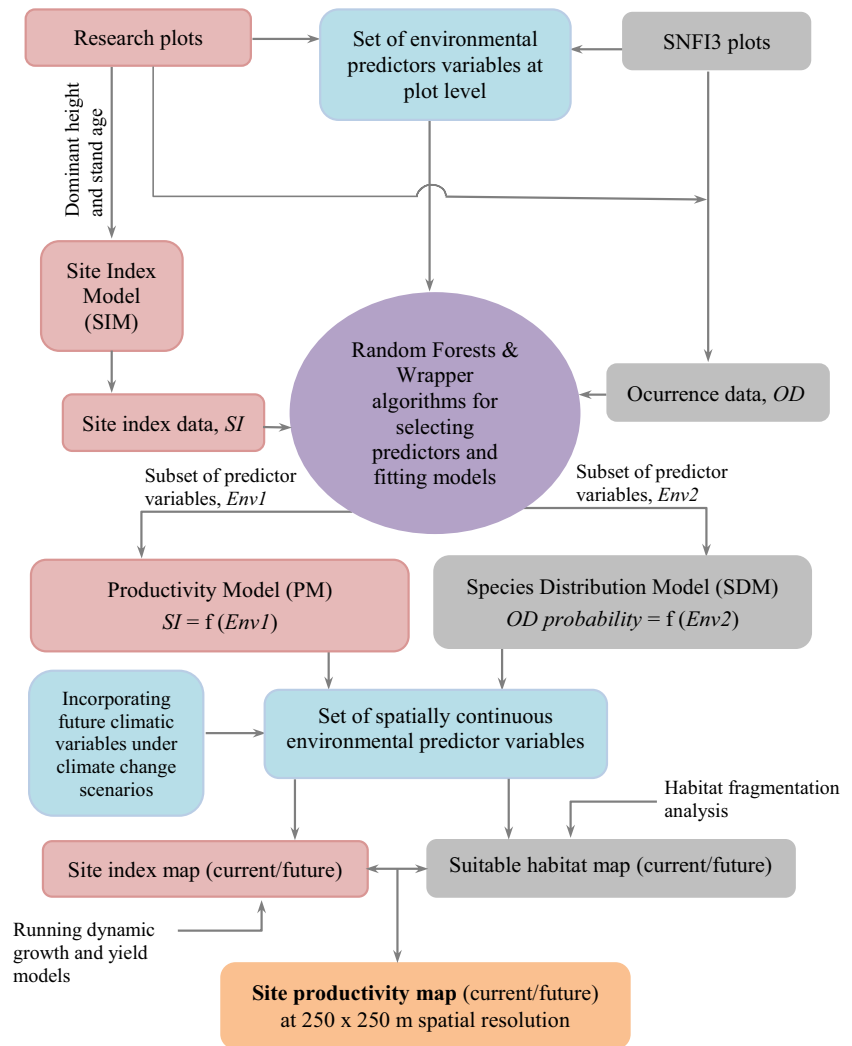 Research plots
Set of environmental
predictors variables at
plot level
SNFI3 plots
Dominant height
and stand age
Site Index
Model
(SIM)
Random Forests &
Wrapper
algorithms for
selecting
predictors and
fitting models
Site index data, SI
Ocurrence data, OD
Subset of predictor
variables, Env1
Subset of predictor
variables, Env2
Productivity Model (PM)
SI = f (Env1)
Species Distribution Model (SDM)
OD probability = f (Env2)
Incorporating
future climatic
variables under
climate change
scenarios
Set of spatially continuous
environmental predictor variables
Habitat fragmentation
analysis
Site index map (current/future)
Suitable habitat map (current/future)
Running dynamic
growth and yield
models
Site productivity map (current/future)
at 250 x 250 m spatial resolution